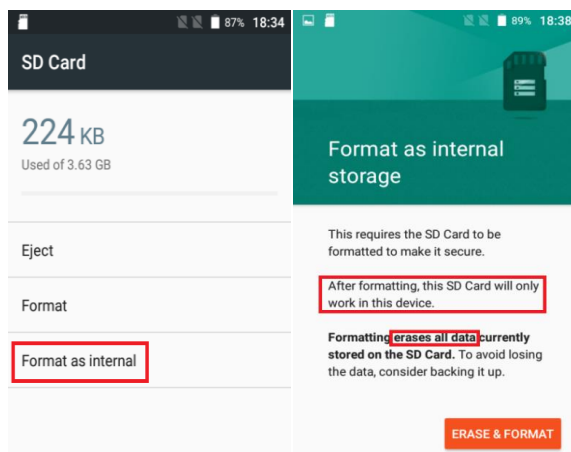 87% 18:34
SD Card
224 KB
Used of 3.63 GB
Eject
Format
Format as internal
89% 18:38
Format as internal
storage
This requires the SD Card to be
formatted to make it secure.
After formatting, this SD Card will only
work in this device.
Formatting erases all data currently
stored on the SD Card. To avoid losing
the data, consider backing it up.
ERASE & FORMAT